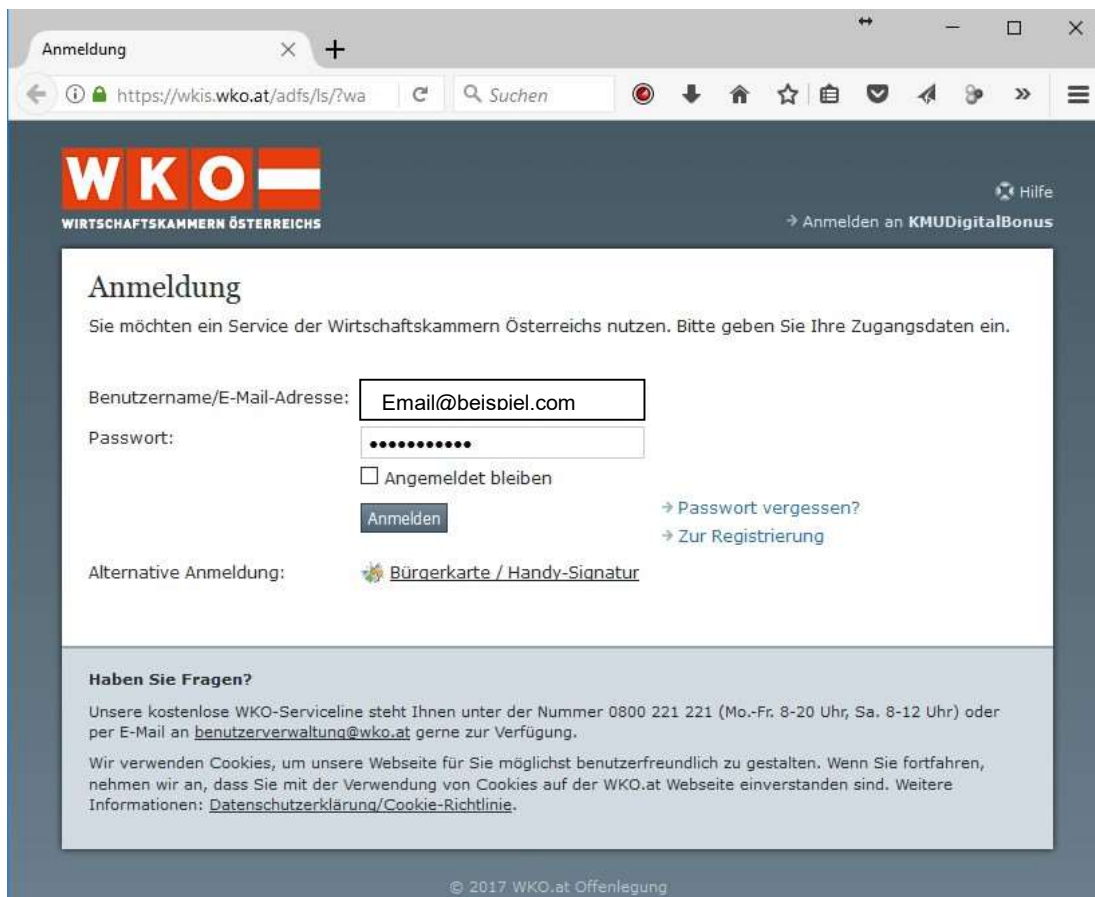 Anmeldung
https://wkis.wko.at/adfs/ls/?wa
Suchen
WKO
WIRTSCHAFTSKAMMERN ÖSTERREICHS
Hilfe
Anmelden an KMUDigitalBonus
Anmeldung
Sie möchten ein Service der Wirtschaftskammern Österreichs nutzen. Bitte geben Sie Ihre Zugangsdaten ein.
Benutzername/E-Mail-Adresse:
Email@beispiel.com
Passwort:
•••••••••••
Angemeldet bleiben
Anmelden
Passwort vergessen?
Zur Registrierung
Alternative Anmeldung:
Bürgerkarte / Handy-Signatur
Haben Sie Fragen?
Unsere kostenlose WKO-Serviceline steht Ihnen unter der Nummer 0800 221 221 (Mo.-Fr. 8-20 Uhr, Sa. 8-12 Uhr) oder
per E-Mail an benutzerverwaltung@wko.at gerne zur Verfügung.
Wir verwenden Cookies, um unsere Webseite für Sie möglichst benutzerfreundlich zu gestalten. Wenn Sie fortfahren,
nehmen wir an, dass Sie mit der Verwendung von Cookies auf der WKO.at Webseite einverstanden sind. Weitere
Informationen: Datenschutzerklärung/Cookie-Richtlinie.
© 2017 WKO.at Offenlegung